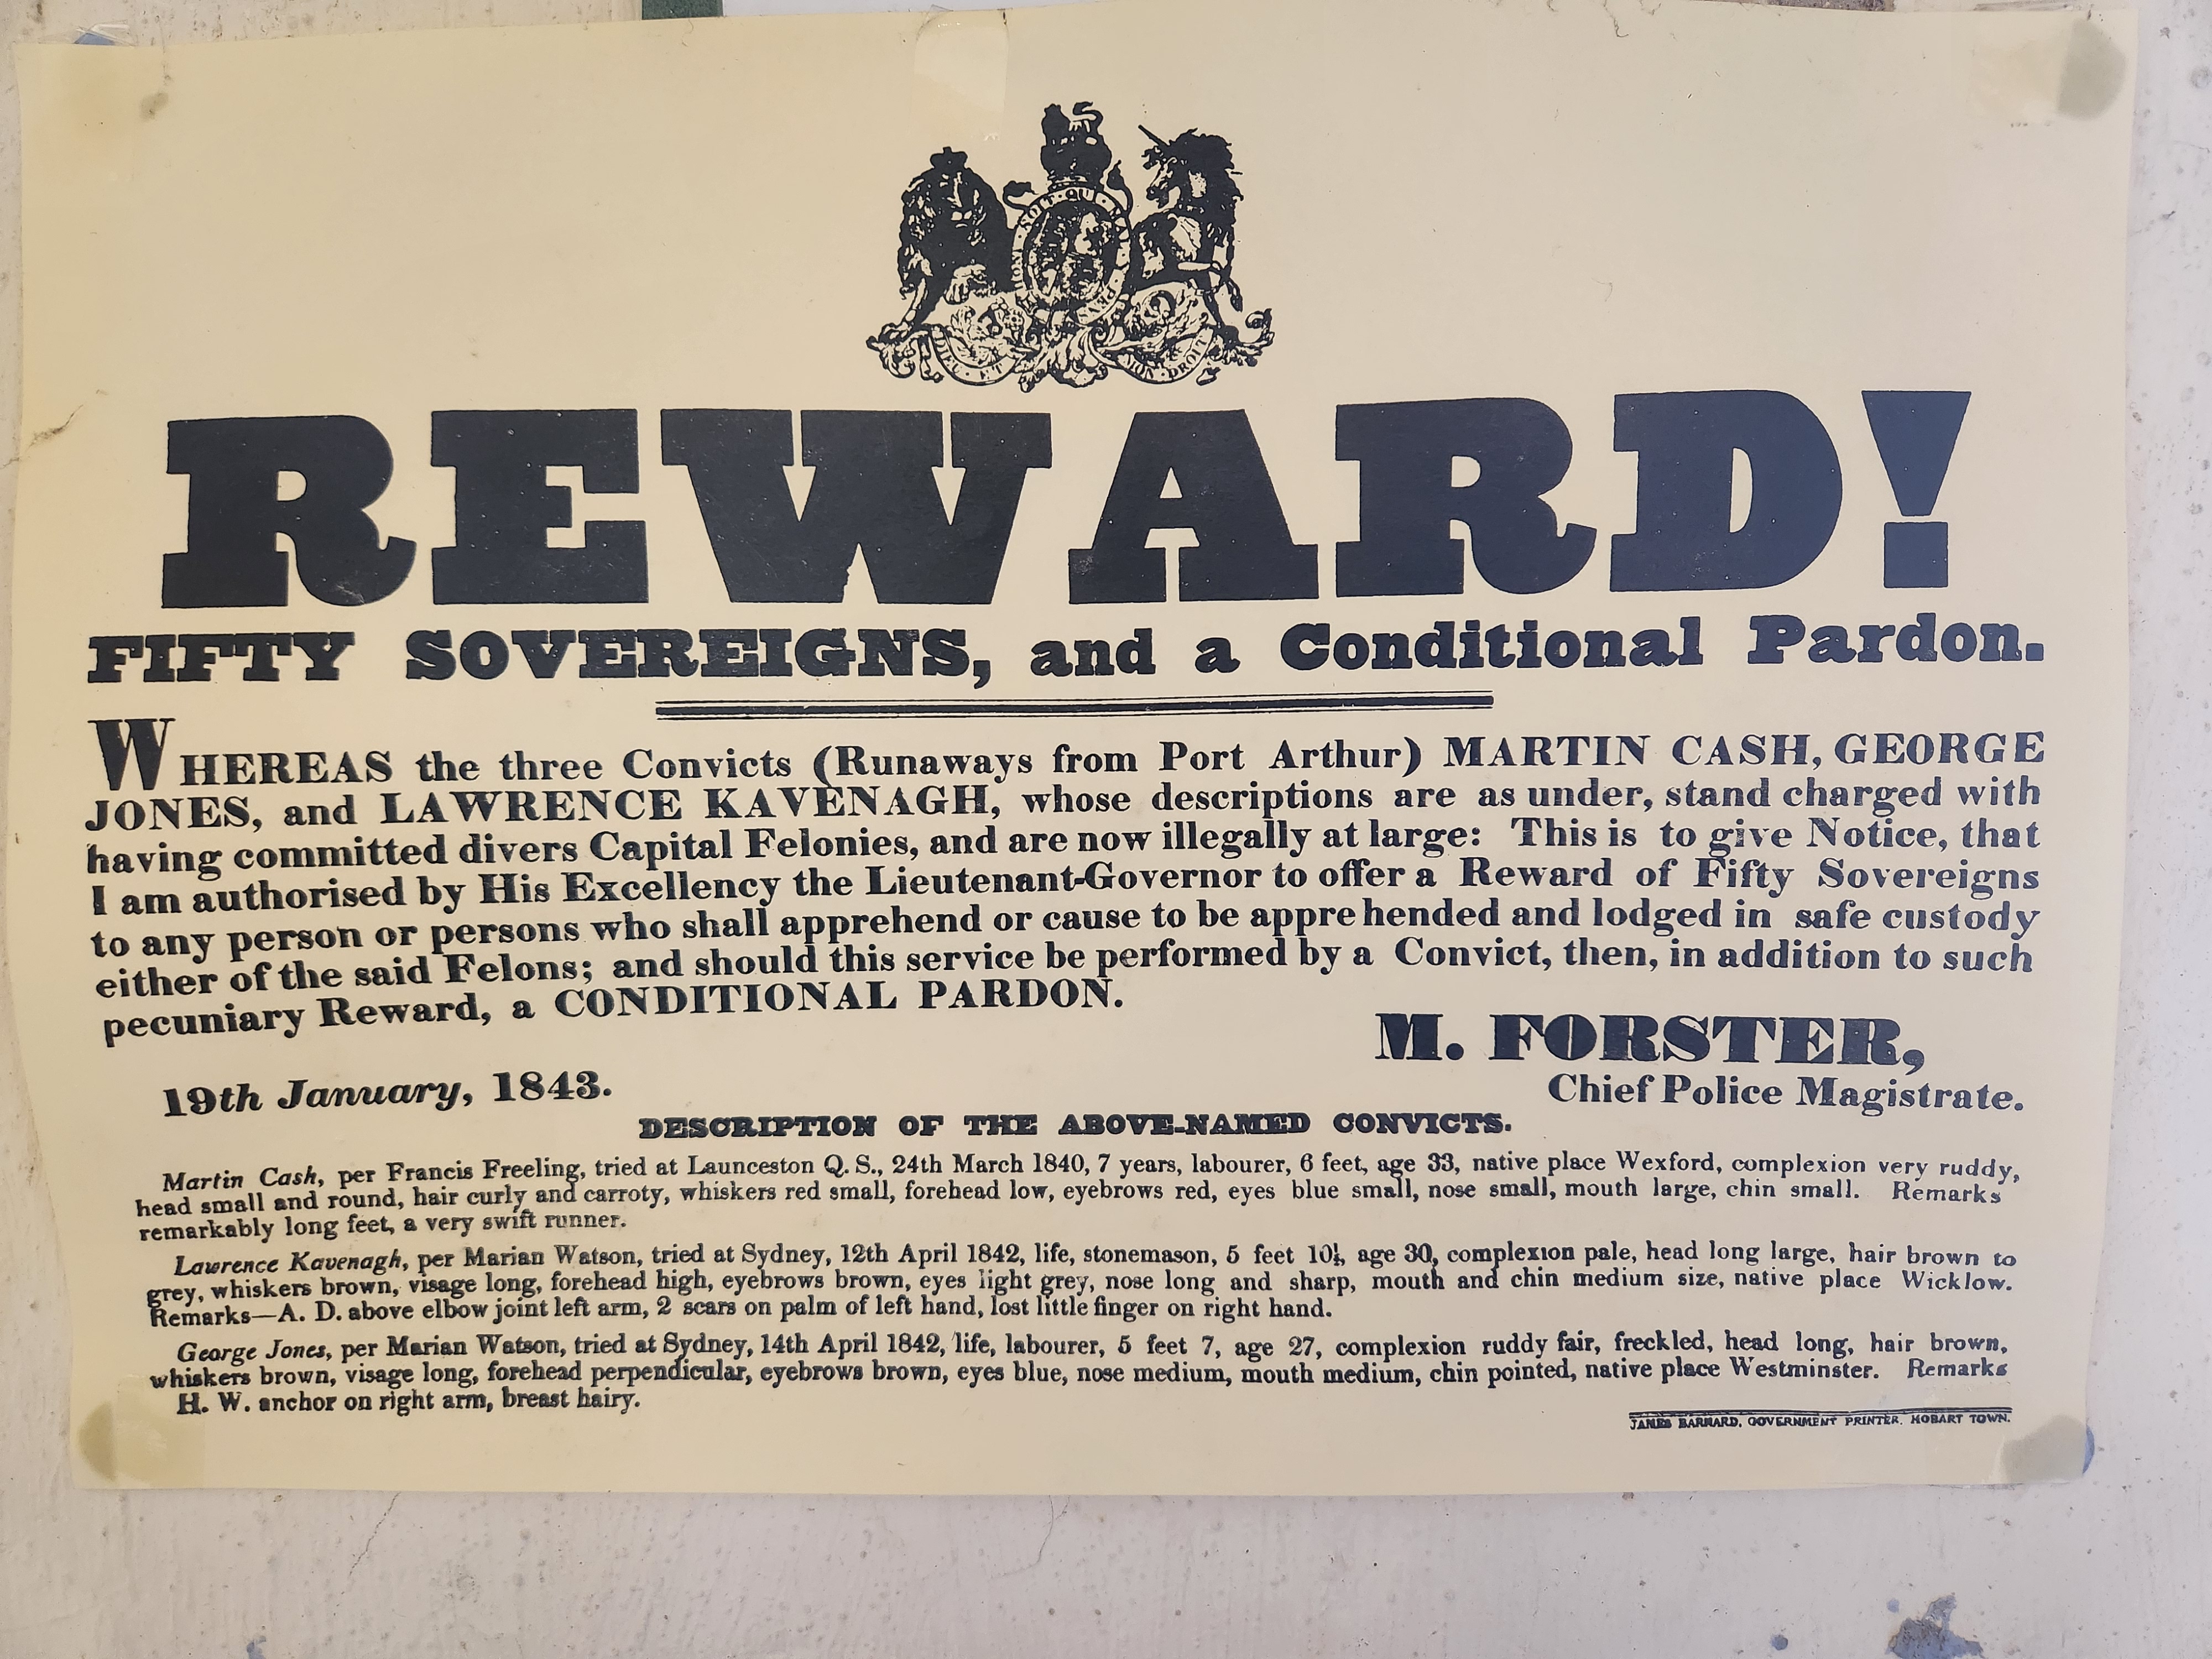 SOIT QUI MAL
DIEU ET MON DROIT
REWARD!
FIFTY SOVEREIGNS, and a Conditional Pardon.
WHEREAS the three Convicts (Runaways from Port Arthur) MARTIN CASH, GEORGE
JONES, and LAWRENCE KAVENAGH, whose descriptions are as under, stand charged with
having committed divers Capital Felonies, and are now illegally at large: This is to give Notice, that
I am authorised by His Excellency the Lieutenant-Governor to offer a Reward of Fifty Sovereigns
to any person or persons who shall apprehend or cause to be appre hended and lodged in safe custody
either of the said Felons; and should this service be performed by a Convict, then, in addition to such
pecuniary Reward, a CONDITIONAL PARDON.
M. FORSTER,
Chief Police Magistrate.
19th January, 1843.
DESCRIPTION OF THE ABOVE-NAMED CONVICTS.
Martin Cash, per Francis Freeling, tried at Launceston Q. S., 24th March 1840, 7 years, labourer, 6 feet, age 33, native place Wexford, complexion very ruddy,
head small and round, hair curly and carroty, whiskers red small, forehead low, eyebrows red, eyes blue small, nose small, mouth large, chin small. Remarks
remarkably long feet, a very swift runner.
Lawrence Kavenagh, per Marian Watson, tried at Sydney, 12th April 1842, life, stonemason, 5 feet 10½, age 30, complexion pale, head long large, hair brown to
grey, whiskers brown, visage long, forehead high, eyebrows brown, eyes light grey, nose long and sharp, mouth and chin medium size, native place Wicklow.
Remarks—A. D. above elbow joint left arm, 2 scars on palm of left hand, lost little finger on right hand.
George Jones, per Marian Watson, tried at Sydney, 14th April 1842, life, labourer, 5 feet 7, age 27, complexion ruddy fair, freckled, head long, hair brown,
whiskers brown, visage long, forehead perpendicular, eyebrows brown, eyes blue, nose medium, mouth medium, chin pointed, native place Westminster. Remarks
H. W. anchor on right arm, breast hairy.
JAMES BARNARD, GOVERNMENT PRINTER, HOBART TOWN.